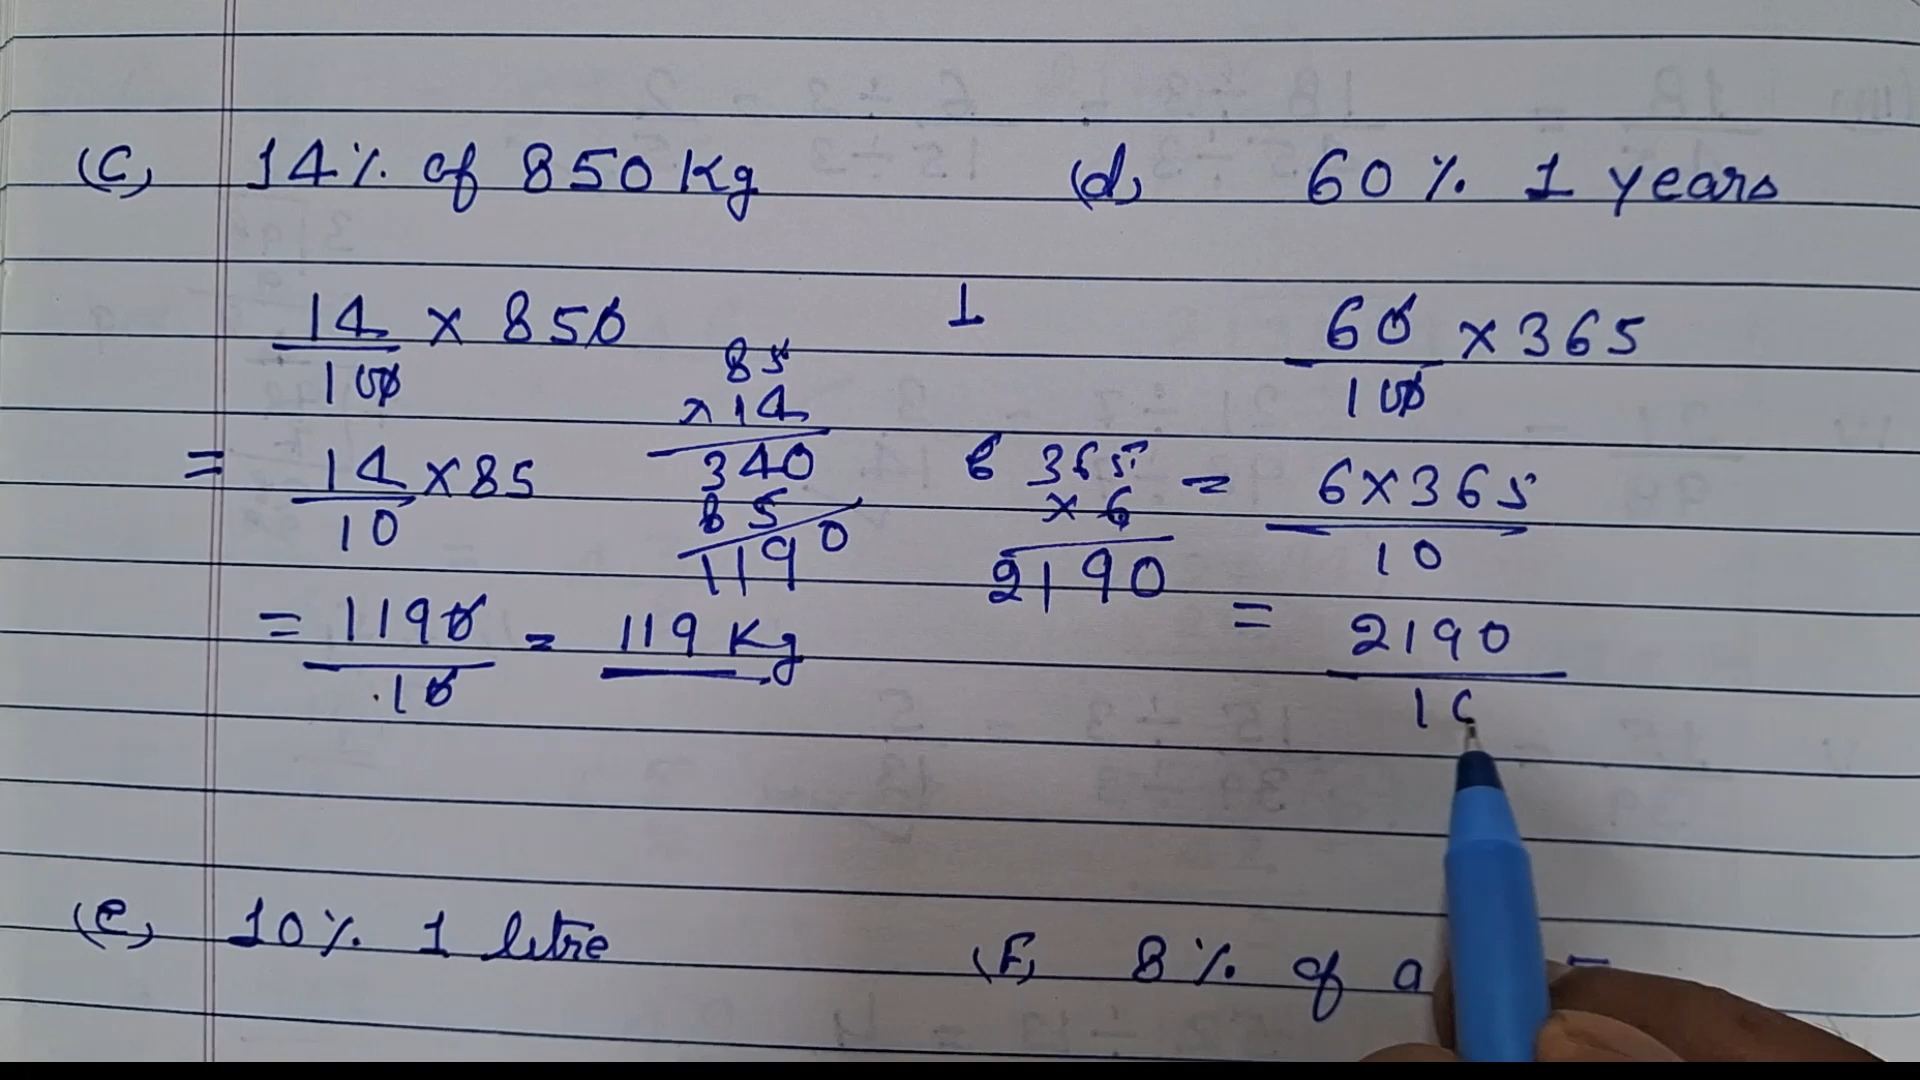 (C) 14% of 850 Kg
14/100 × 850
85
×14
340
85
1190
= 14/10 × 85
= 1190/10 = 119 Kg
(d) 60% 1 years
1
60/100 × 365
6 365
× 6
2190
= 6×365/10
= 2190/10
(e) 10% 1 litre
(F) 8% of a